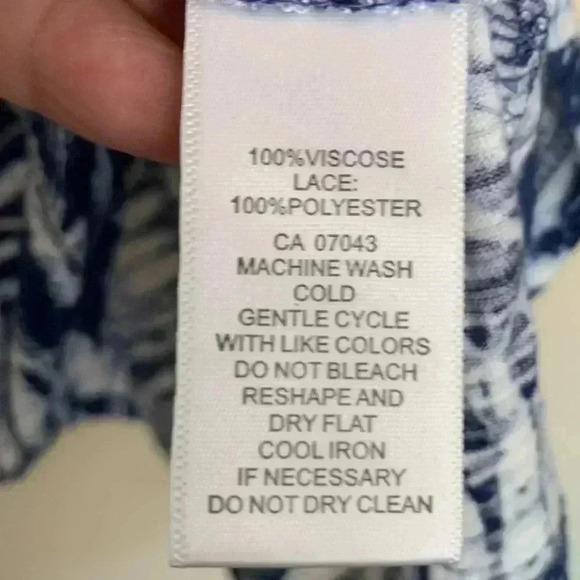 100%VISCOSE
LACE:
100%POLYESTER
CA 07043
MACHINE WASH
COLD
GENTLE CYCLE
WITH LIKE COLORS
DO NOT BLEACH
RESHAPE AND
DRY FLAT
COOL IRON
IF NECESSARY
DO NOT DRY CLEAN